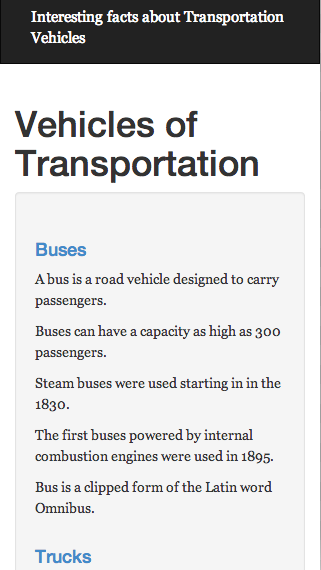 Interesting facts about Transportation
Vehicles
Vehicles of
Transportation
Buses
A bus is a road vehicle designed to carry
passengers.
Buses can have a capacity as high as 300
passengers.
Steam buses were used starting in in the
1830.
The first buses powered by internal
combustion engines were used in 1895.
Bus is a clipped form of the Latin word
Omnibus.
Trucks